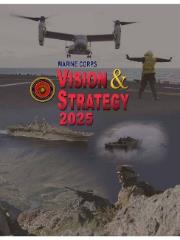 MARINE CORPS
VISION &
STRATEGY
2025